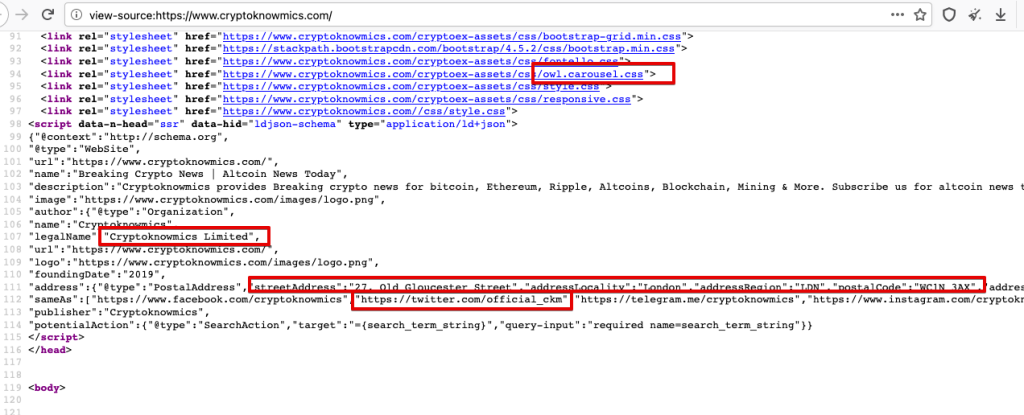 view-source:https://www.cryptoknowmics.com/
91 <link rel="stylesheet" href="https://www.cryptoknowmics.com/cryptoex-assets/css/bootstrap-grid.min.css">
92 <link rel="stylesheet" href="https://stackpath.bootstrapcdn.com/bootstrap/4.5.2/css/bootstrap.min.css">
93 <link rel="stylesheet" href="https://www.cryptoknowmics.com/cryptoex-assets/css/fontello.css">
94 <link rel="stylesheet" href="https://www.cryptoknowmics.com/cryptoex-assets/css/owl.carousel.css">
95 <link rel="stylesheet" href="https://www.cryptoknowmics.com/cryptoex-assets/css/style.css">
96 <link rel="stylesheet" href="https://www.cryptoknowmics.com/cryptoex-assets/css/responsive.css">
97 <link rel="stylesheet" href="https://www.cryptoknowmics.com/css/style.css">
98 <script data-n-head="ssr" data-hid="ldjson-schema" type="application/ld+json">
99 {"@context":"http://schema.org",
100 "@type":"WebSite",
101 "url":"https://www.cryptoknowmics.com/",
102 "name":"Breaking Crypto News | Altcoin News Today",
103 "description":"Cryptoknowmics provides Breaking crypto news for bitcoin, Ethereum, Ripple, Altcoins, Blockchain, Mining & More. Subscribe us for altcoin news t
104 "image":"https://www.cryptoknowmics.com/images/logo.png",
105 "author":{"@type":"Organization",
106 "name":"Cryptoknowmics",
107 "legalName":"Cryptoknowmics Limited",
108 "url":"https://www.cryptoknowmics.com/",
109 "logo":"https://www.cryptoknowmics.com/images/logo.png",
110 "foundingDate":"2019",
111 "address":{"@type":"PostalAddress","streetAddress":"27, Old Gloucester Street","addressLocality":"London","addressRegion":"LDN","postalCode":"WC1N 3AX","addres
112 "sameAs":["https://www.facebook.com/cryptoknowmics","https://twitter.com/official_ckm","https://telegram.me/cryptoknowmics","https://www.instagram.com/cryptokn
113 "publisher":"Cryptoknowmics",
114 "potentialAction":{"@type":"SearchAction","target":"={search_term_string}","query-input":"required name=search_term_string"}}
115 </script>
116 </head>
117
118
119 <body>
120
121